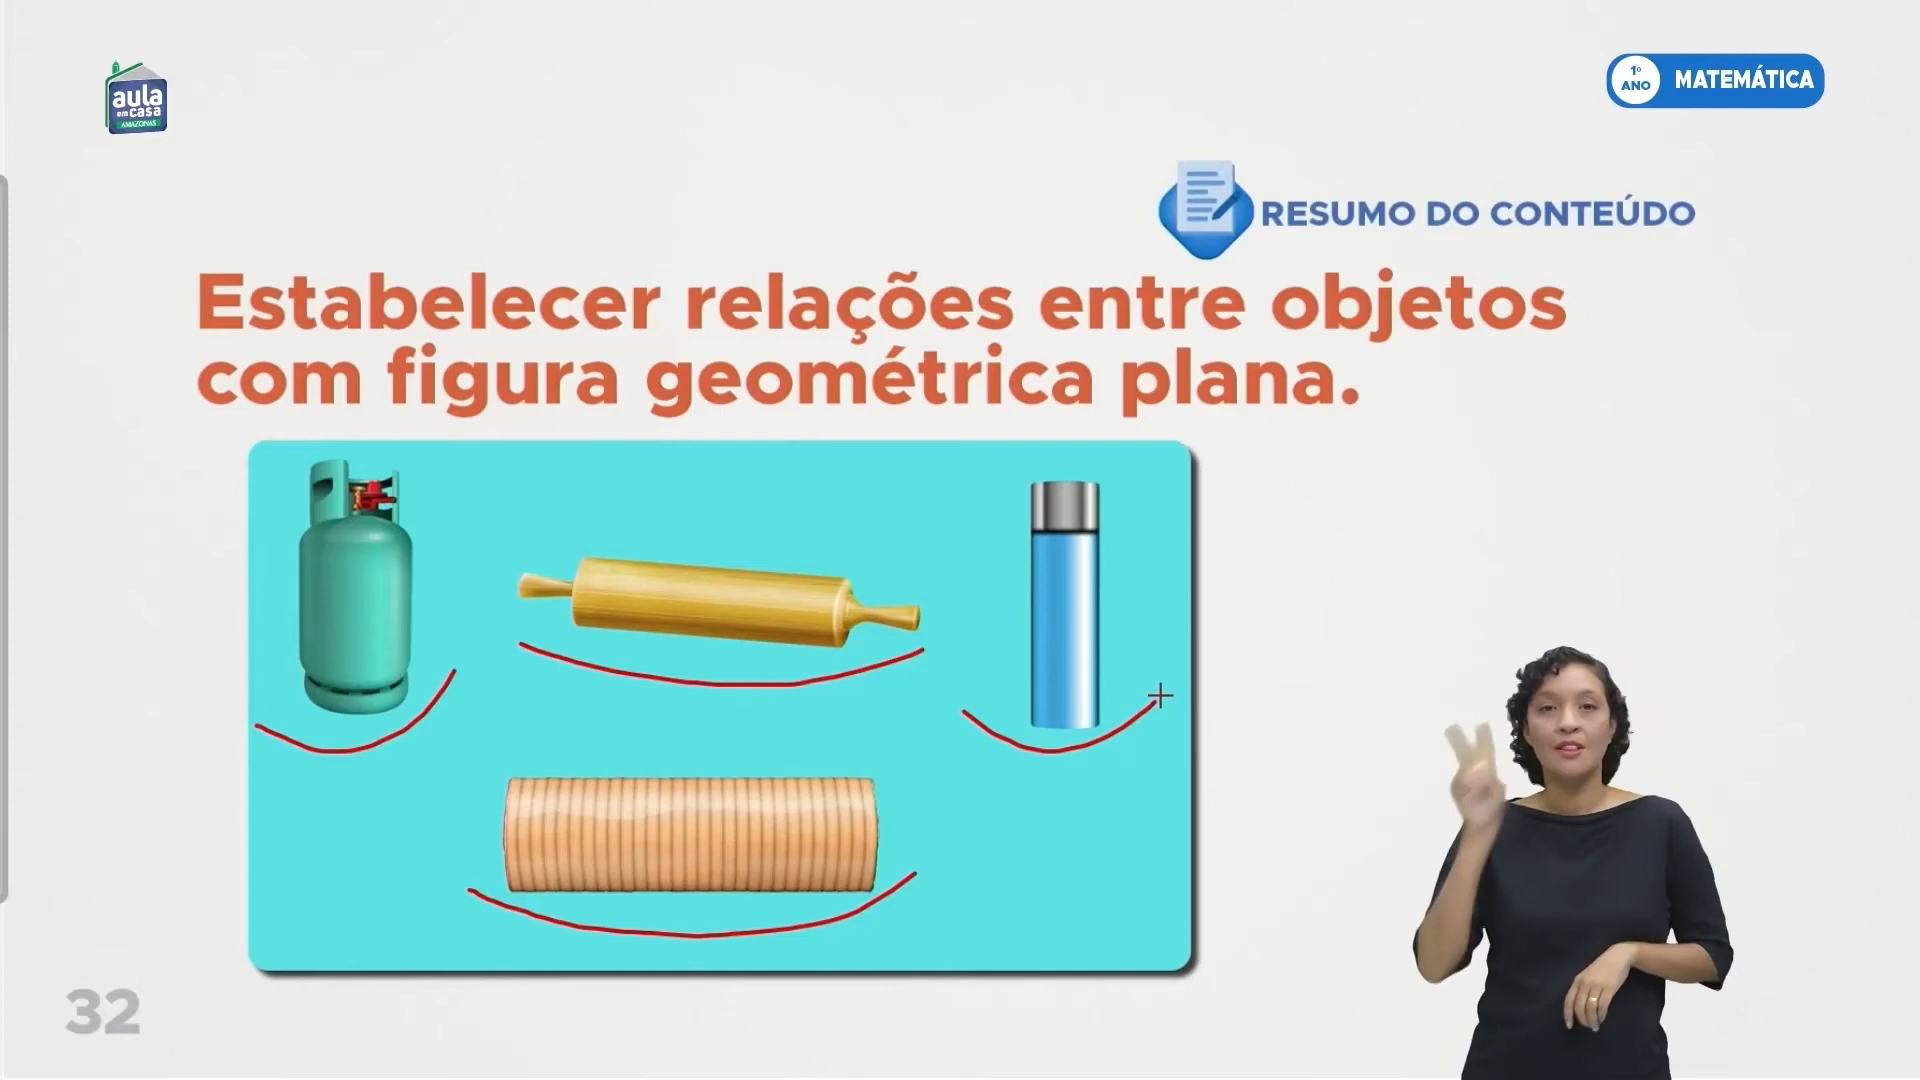 aula
em casa
AMAZONAS
1º
ANO
MATEMÁTICA
RESUMO DO CONTEÚDO
Estabelecer relações entre objetos
com figura geométrica plana.
32